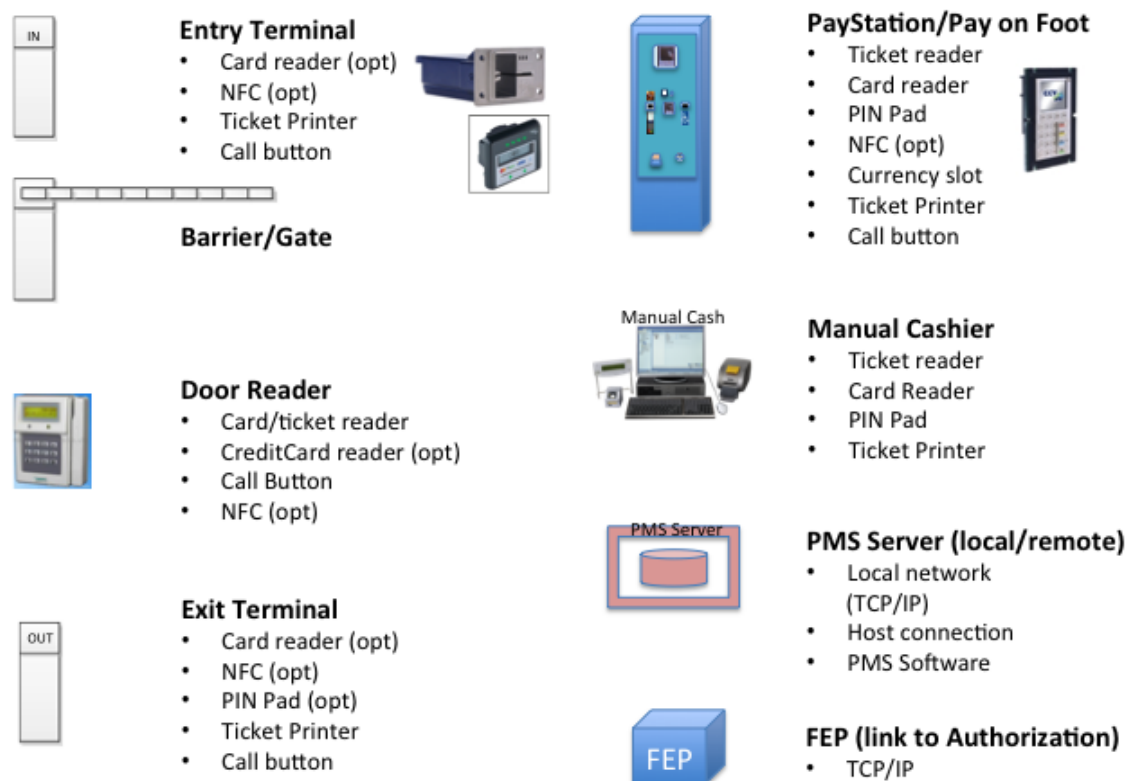 IN
Entry Terminal
• Card reader (opt)
• NFC (opt)
• Ticket Printer
• Call button
Barrier/Gate
Door Reader
• Card/ticket reader
• CreditCard reader (opt)
• Call Button
• NFC (opt)
OUT
Exit Terminal
• Card reader (opt)
• NFC (opt)
• PIN Pad (opt)
• Ticket Printer
• Call button
PayStation/Pay on Foot
• Ticket reader
• Card reader
• PIN Pad
• NFC (opt)
• Currency slot
• Ticket Printer
• Call button
Manual Cash
Manual Cashier
• Ticket reader
• Card Reader
• PIN Pad
• Ticket Printer
PMS Server
PMS Server (local/remote)
• Local network
(TCP/IP)
• Host connection
• PMS Software
FEP
FEP (link to Authorization)
• TCP/IP